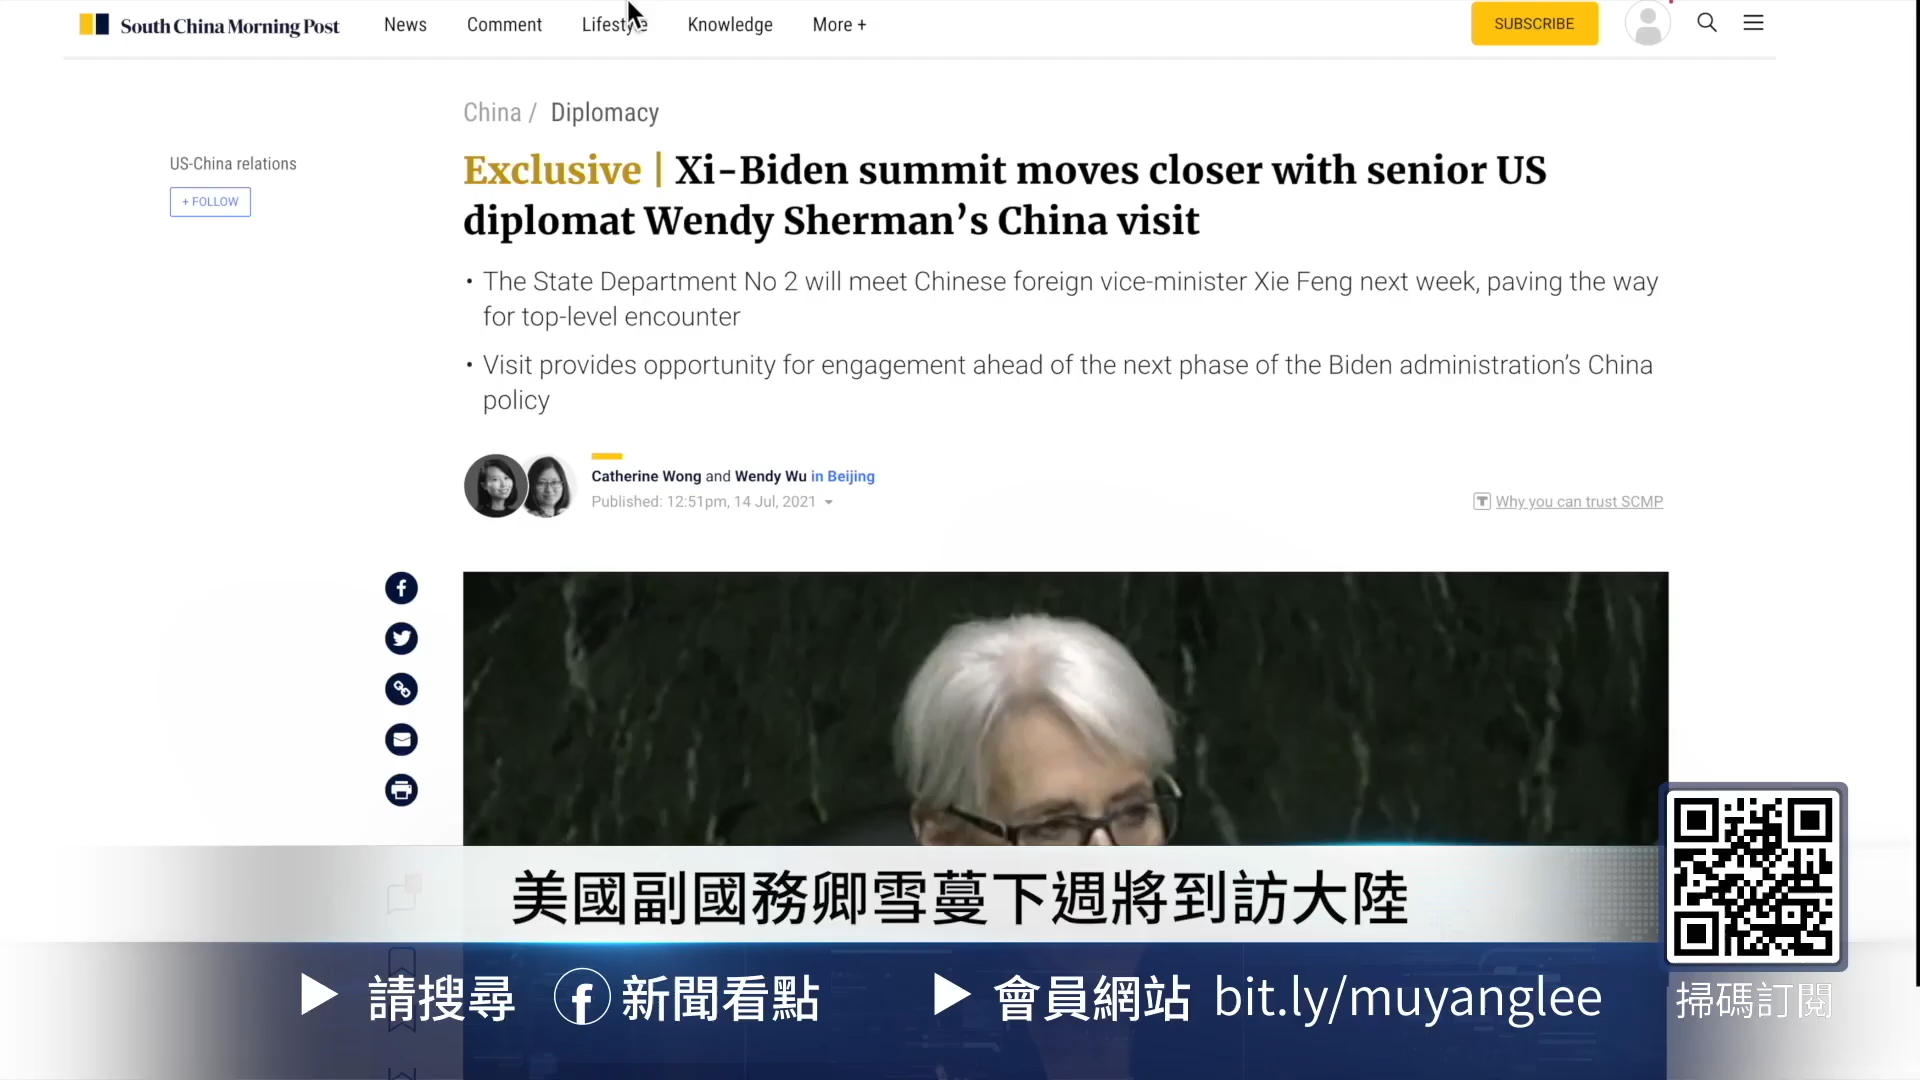 South China Morning Post News Comment Lifestyle Knowledge More + SUBSCRIBE
China / Diplomacy
US-China relations
+ FOLLOW
Exclusive | Xi-Biden summit moves closer with senior US
diplomat Wendy Sherman’s China visit
• The State Department No 2 will meet Chinese foreign vice-minister Xie Feng next week, paving the way
for top-level encounter
• Visit provides opportunity for engagement ahead of the next phase of the Biden administration’s China
policy
Catherine Wong and Wendy Wu in Beijing
Published: 12:51pm, 14 Jul, 2021
Why you can trust SCMP
美國副國務卿雪蔓下週將到訪大陸
請搜尋 新聞看點 會員網站 bit.ly/muyanglee
掃碼訂閱